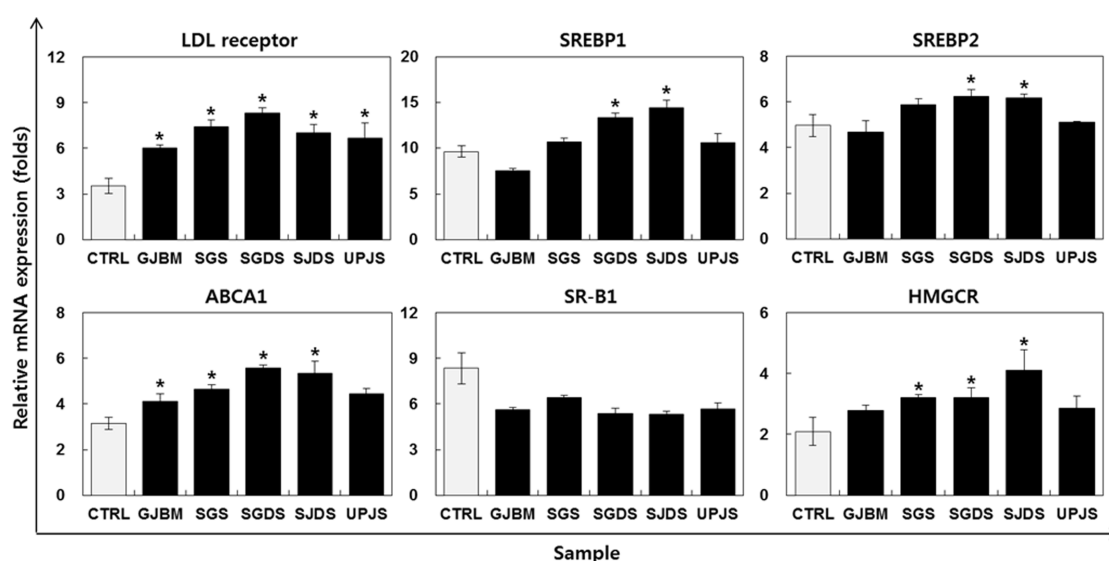 Relative mRNA expression (folds)
LDL receptor
12
9
6
3
0
* * * * *
CTRL GJBM SGS SGDS SJDS UPJS
SREBP1
20
15
10
5
0
* *
CTRL GJBM SGS SGDS SJDS UPJS
SREBP2
8
6
4
2
0
* *
CTRL GJBM SGS SGDS SJDS UPJS
ABCA1
8
6
4
2
0
* * * *
CTRL GJBM SGS SGDS SJDS UPJS
SR-B1
12
9
6
3
0
CTRL GJBM SGS SGDS SJDS UPJS
HMGCR
6
4
2
0
* * *
CTRL GJBM SGS SGDS SJDS UPJS
Sample